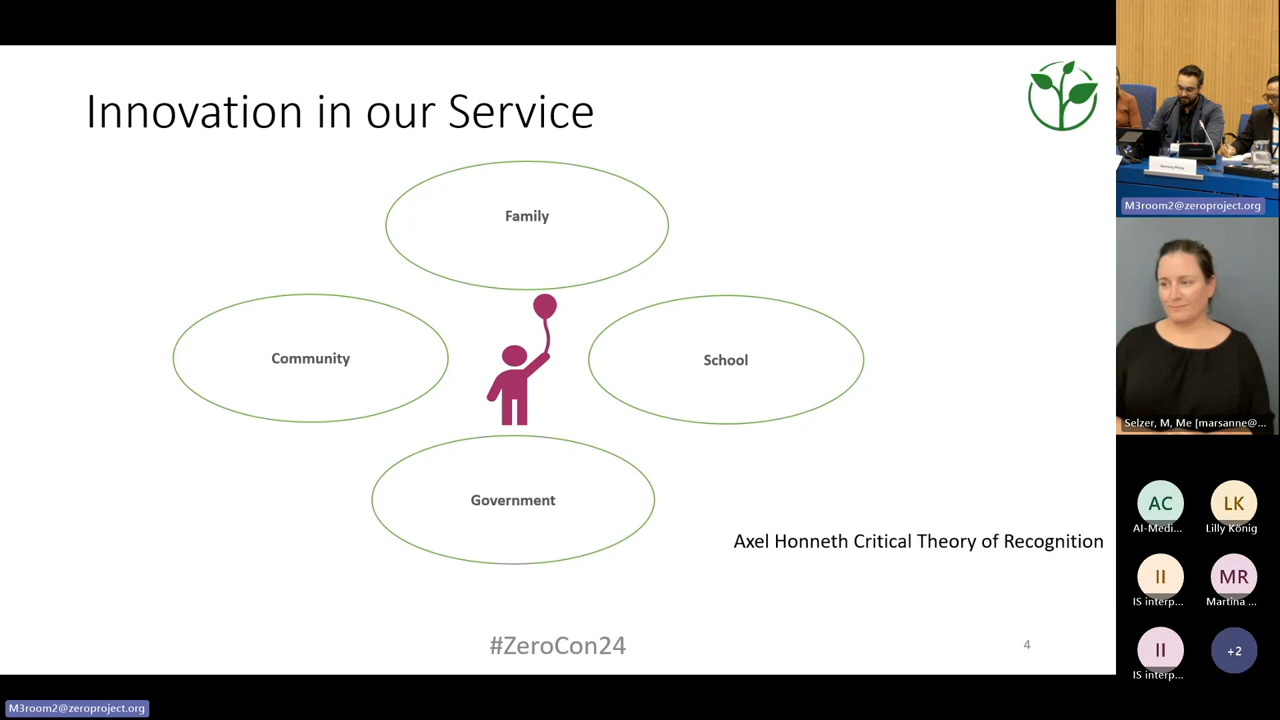 Innovation in our Service
Family
Community
School
Government
Axel Honneth Critical Theory of Recognition
#ZeroCon24
4
M3room2@zeroproject.org
Selzer, M, Me [marsanne@...
AC
LK
AI-Medi...
Lilly König
II
MR
IS interp...
Martina ...
II
+2
IS interp...
M3room2@zeroproject.org